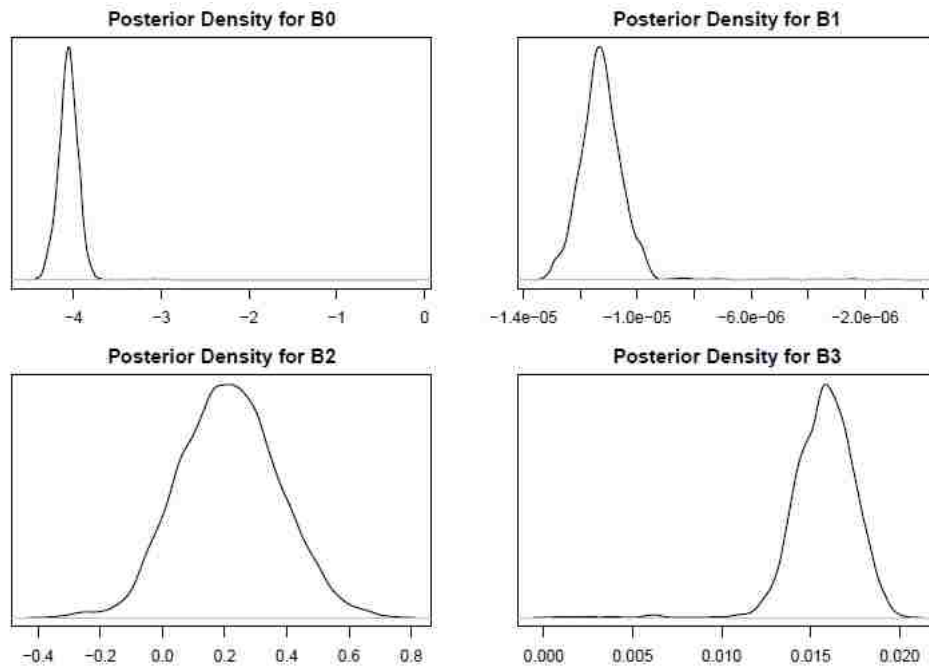 Posterior Density for B0
Posterior Density for B1
−4 −3 −2 −1 0
−1.4e−05 −1.0e−05 −6.0e−06 −2.0e−06
Posterior Density for B2
Posterior Density for B3
−0.4 −0.2 0.0 0.2 0.4 0.6 0.8
0.000 0.005 0.010 0.015 0.020